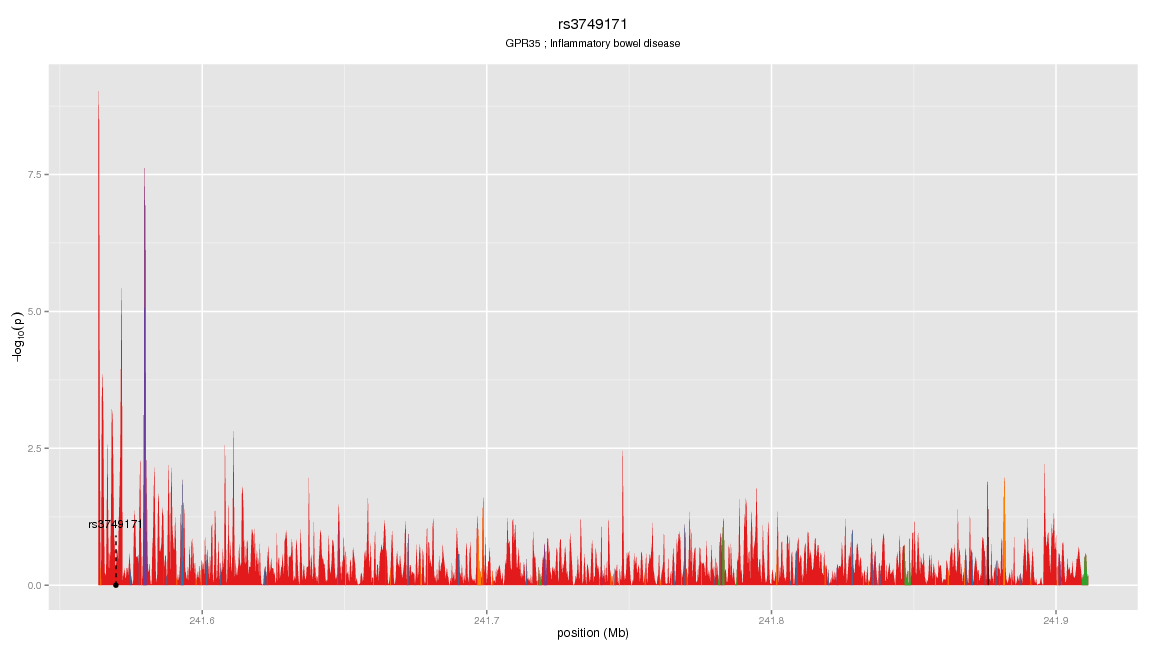 rs3749171
GPR35 ; Inflammatory bowel disease
7.5
5.0
2.5
0.0
−log10(p)
rs3749171
241.6
241.7
241.8
241.9
position (Mb)